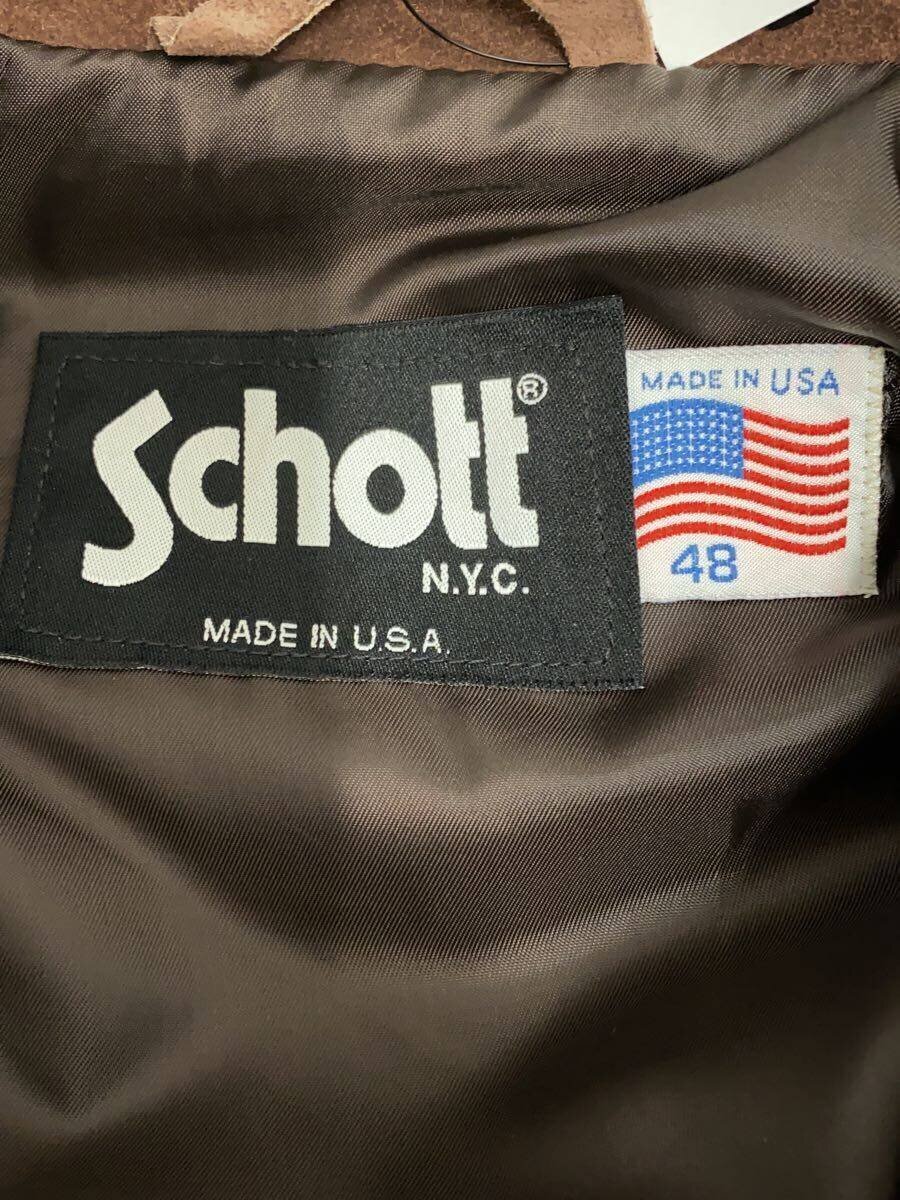 Schott®
N.Y.C.
MADE IN U.S.A.
MADE IN USA
48